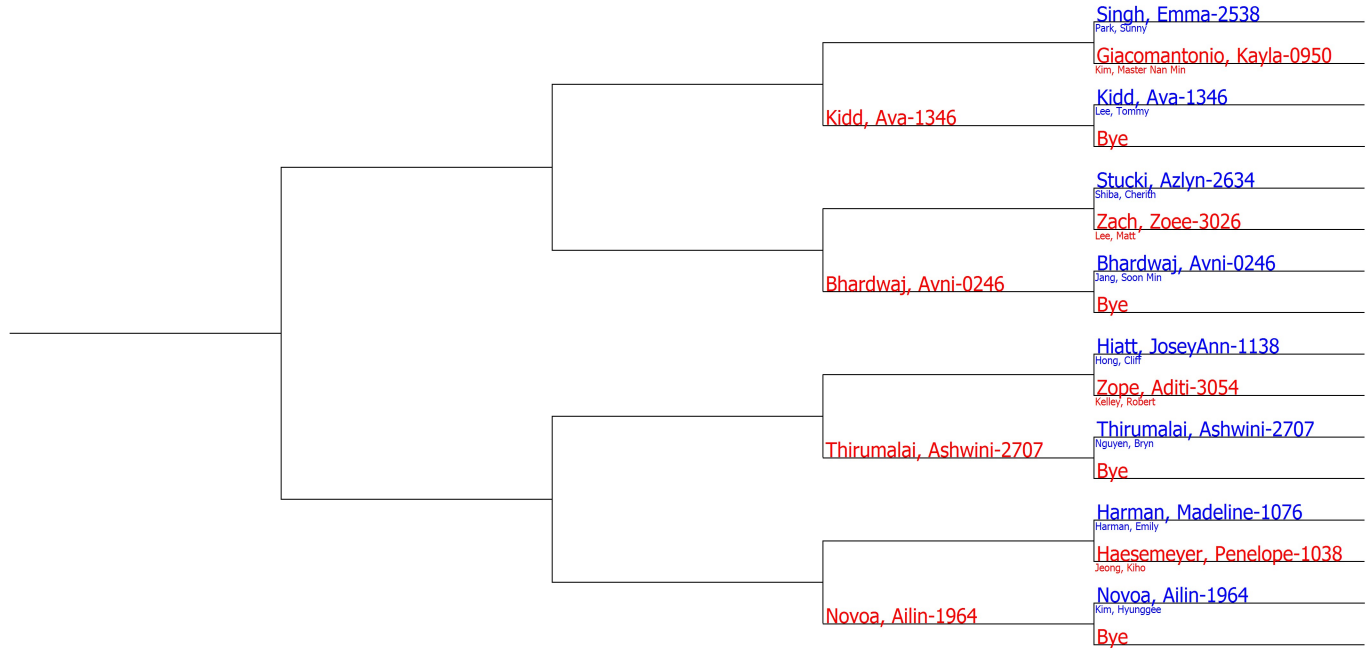 Singh, Emma-2538
Park, Sunny
Giacomantonio, Kayla-0950
Kim, Master Nan Min
Kidd, Ava-1346
Kidd, Ava-1346
Lee, Tommy
Bye
Stucki, Azlyn-2634
Shiba, Cherith
Zach, Zoee-3026
Lee, Matt
Bhardwaj, Avni-0246
Bhardwaj, Avni-0246
Jang, Soon Min
Bye
Hiatt, JoseyAnn-1138
Hong, Cliff
Zope, Aditi-3054
Kelley, Robert
Thirumalai, Ashwini-2707
Thirumalai, Ashwini-2707
Nguyen, Bryn
Bye
Harman, Madeline-1076
Harman, Emily
Haesemeyer, Penelope-1038
Jeong, Kiho
Novoa, Ailin-1964
Novoa, Ailin-1964
Kim, Hyunggee
Bye